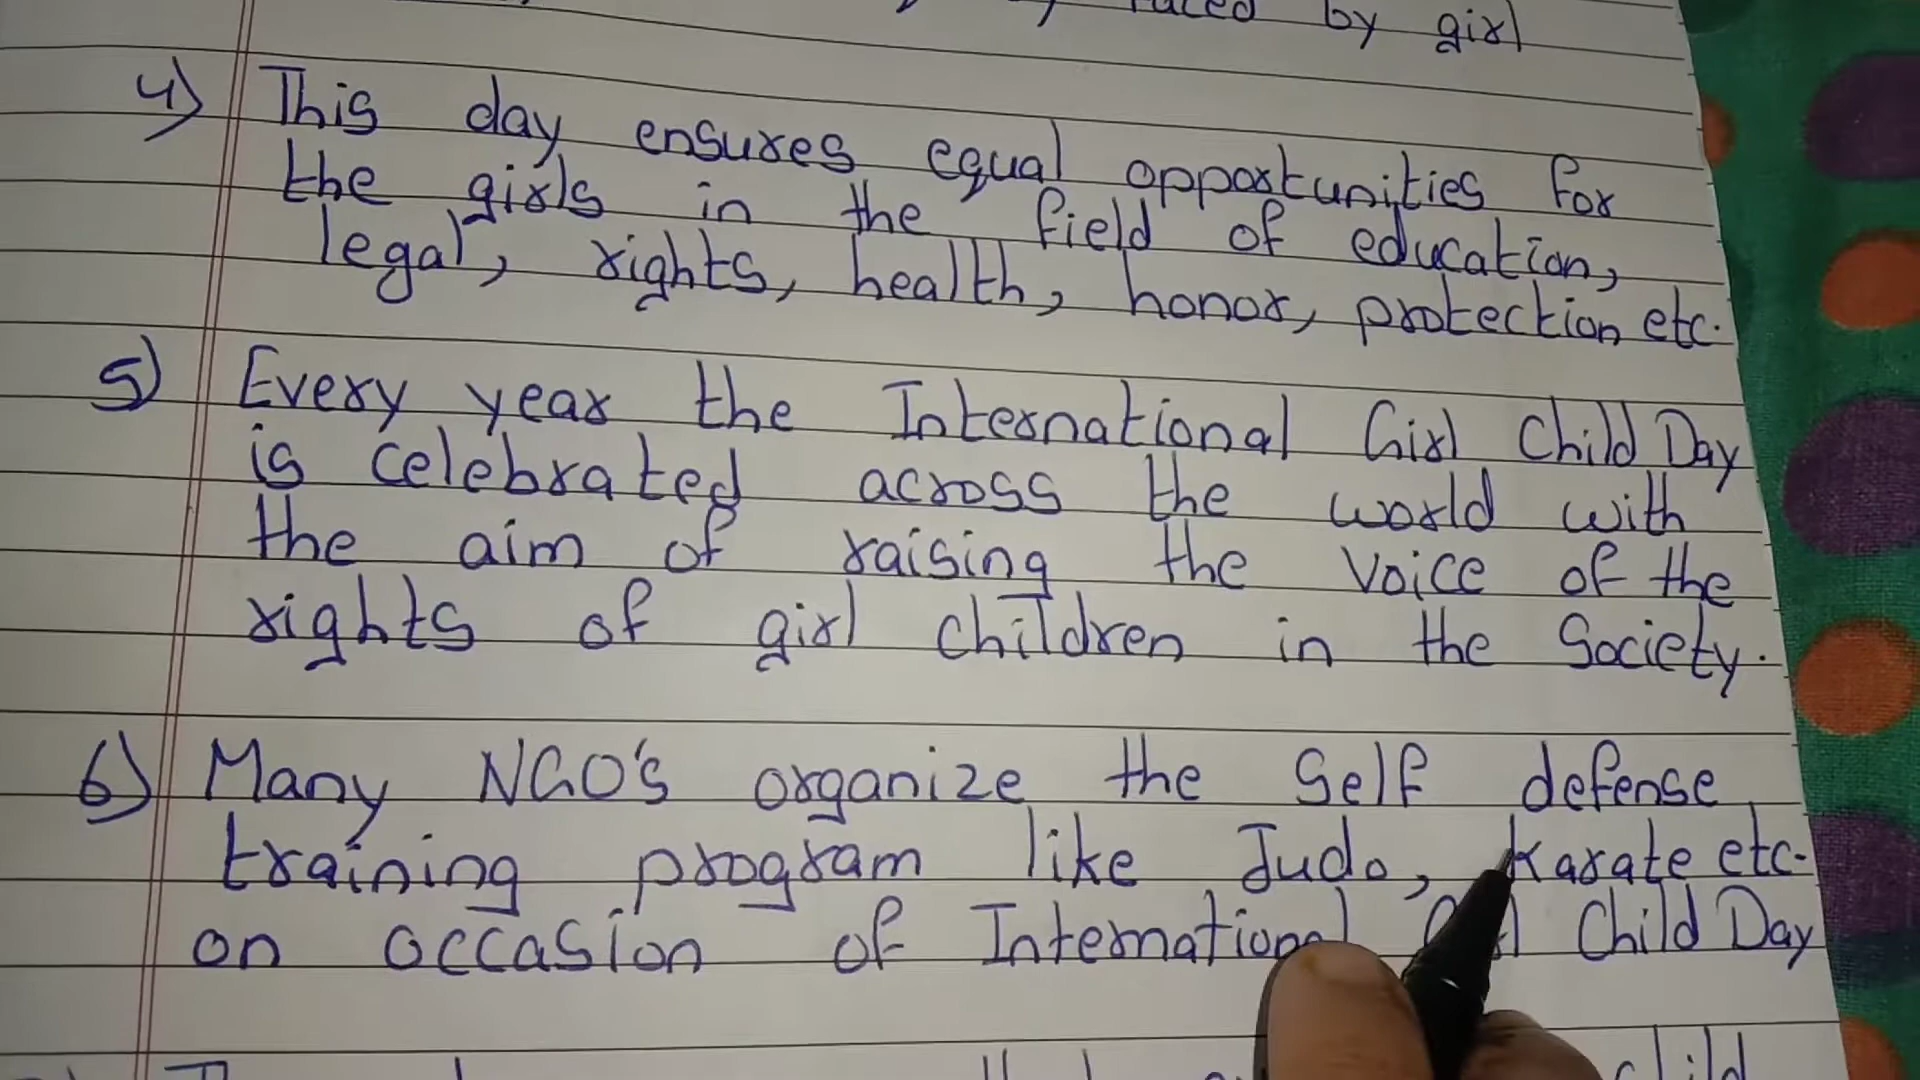 by girl
4) This day ensures equal opportunities for
the girls in the field of education,
legal, rights, health, honor, protection etc.
5) Every year the International Girl Child Day
is celebrated across the world with
the aim of raising the voice of the
rights of girl children in the Society.
6) Many NGO's organize the Self defense
training program like Judo, Karate etc.
on occasion of International Child Day
child